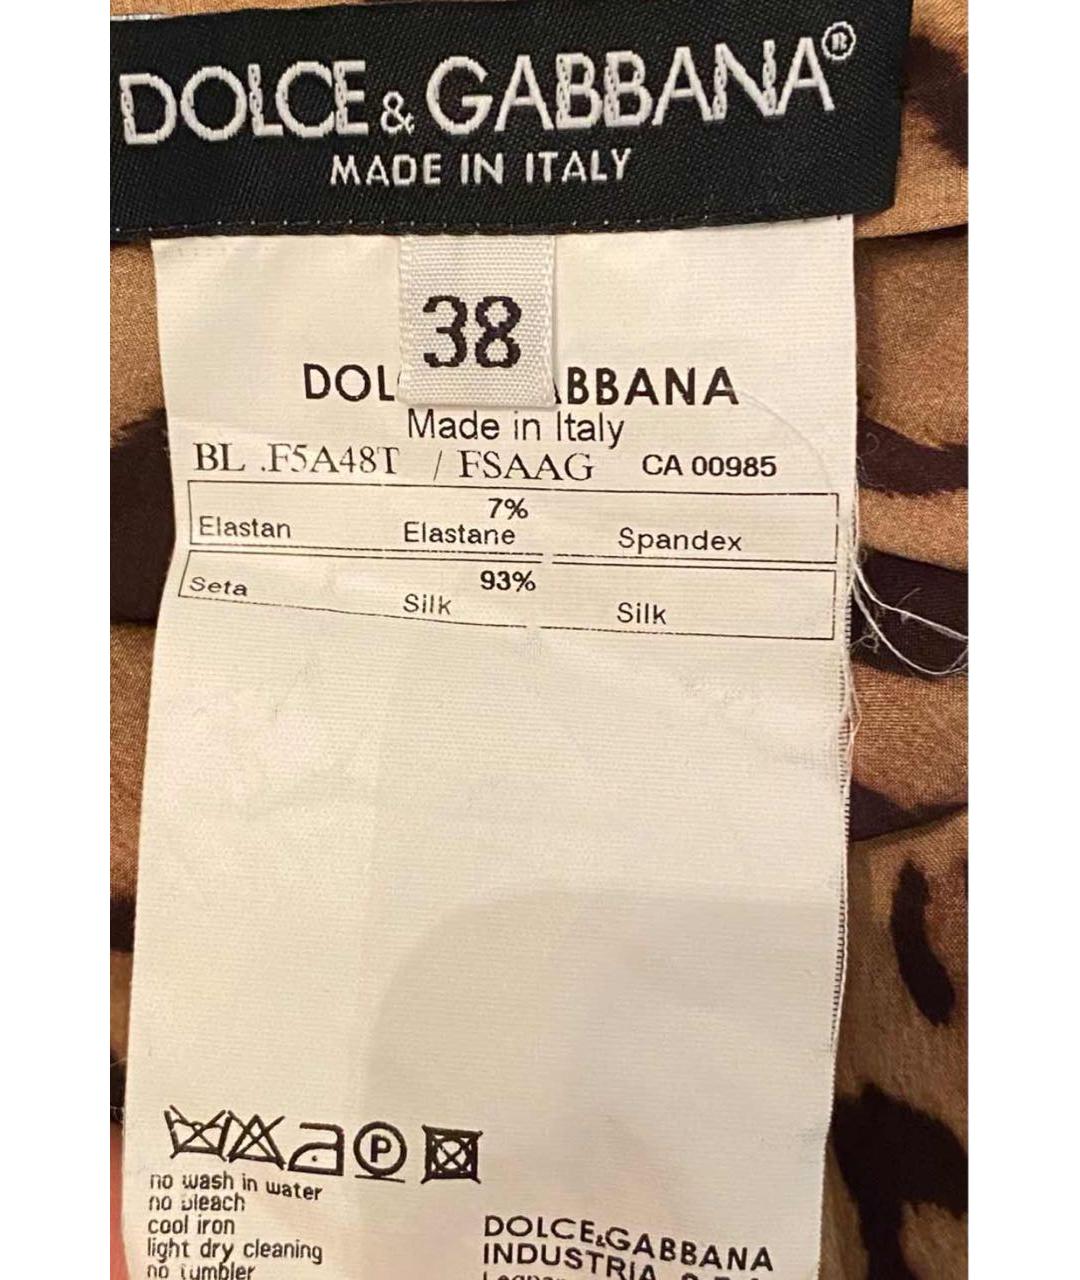 DOLCE & GABBANA®
MADE IN ITALY
38
DOL ABBANA
Made in Italy
BL .F5A48T / FSAAG CA 00985
7%
Elastan Elastane Spandex
93%
Seta Silk Silk
P
no wash in water
no bleach
cool iron
light dry cleaning
no tumbler
DOLCE&GABBANA
INDUSTRIA